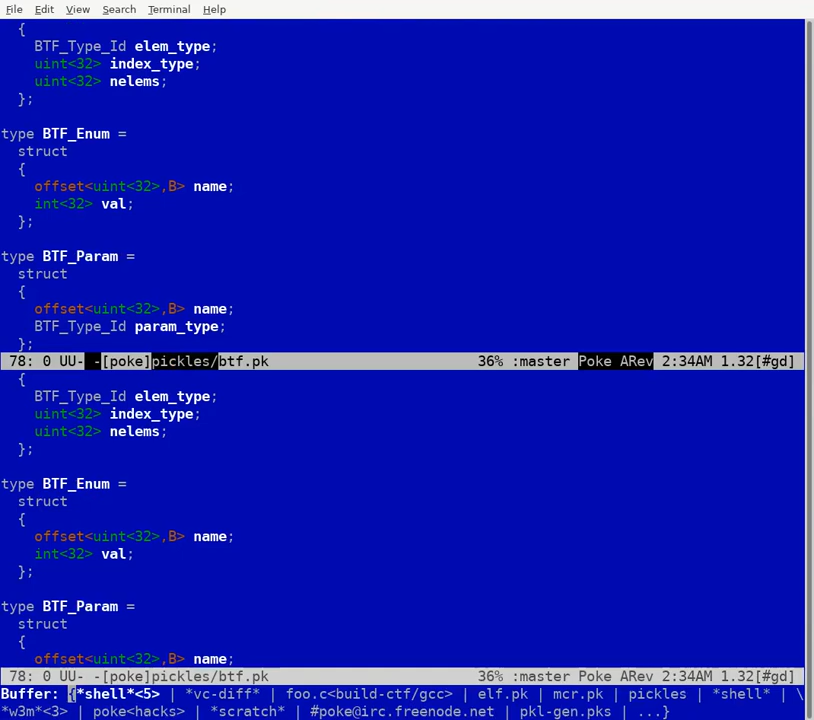 File Edit View Search Terminal Help
{
BTF_Type_Id elem_type;
uint<32> index_type;
uint<32> nelems;
};
type BTF_Enum =
struct
{
offset<uint<32>,B> name;
int<32> val;
};
type BTF_Param =
struct
{
offset<uint<32>,B> name;
BTF_Type_Id param_type;
};
78: 0 UU- -[poke]pickles/btf.pk 36% :master Poke ARev 2:34AM 1.32[#gd]
{
BTF_Type_Id elem_type;
uint<32> index_type;
uint<32> nelems;
};
type BTF_Enum =
struct
{
offset<uint<32>,B> name;
int<32> val;
};
type BTF_Param =
struct
{
offset<uint<32>,B> name;
78: 0 UU- -[poke]pickles/btf.pk 36% :master Poke ARev 2:34AM 1.32[#gd]
Buffer: {*shell*<5> | *vc-diff* | foo.c<build-ctf/gcc> | elf.pk | mcr.pk | pickles | *shell* | \
*w3m*<3> | poke<hacks> | *scratch* | #poke@irc.freenode.net | pkl-gen.pks | ...}